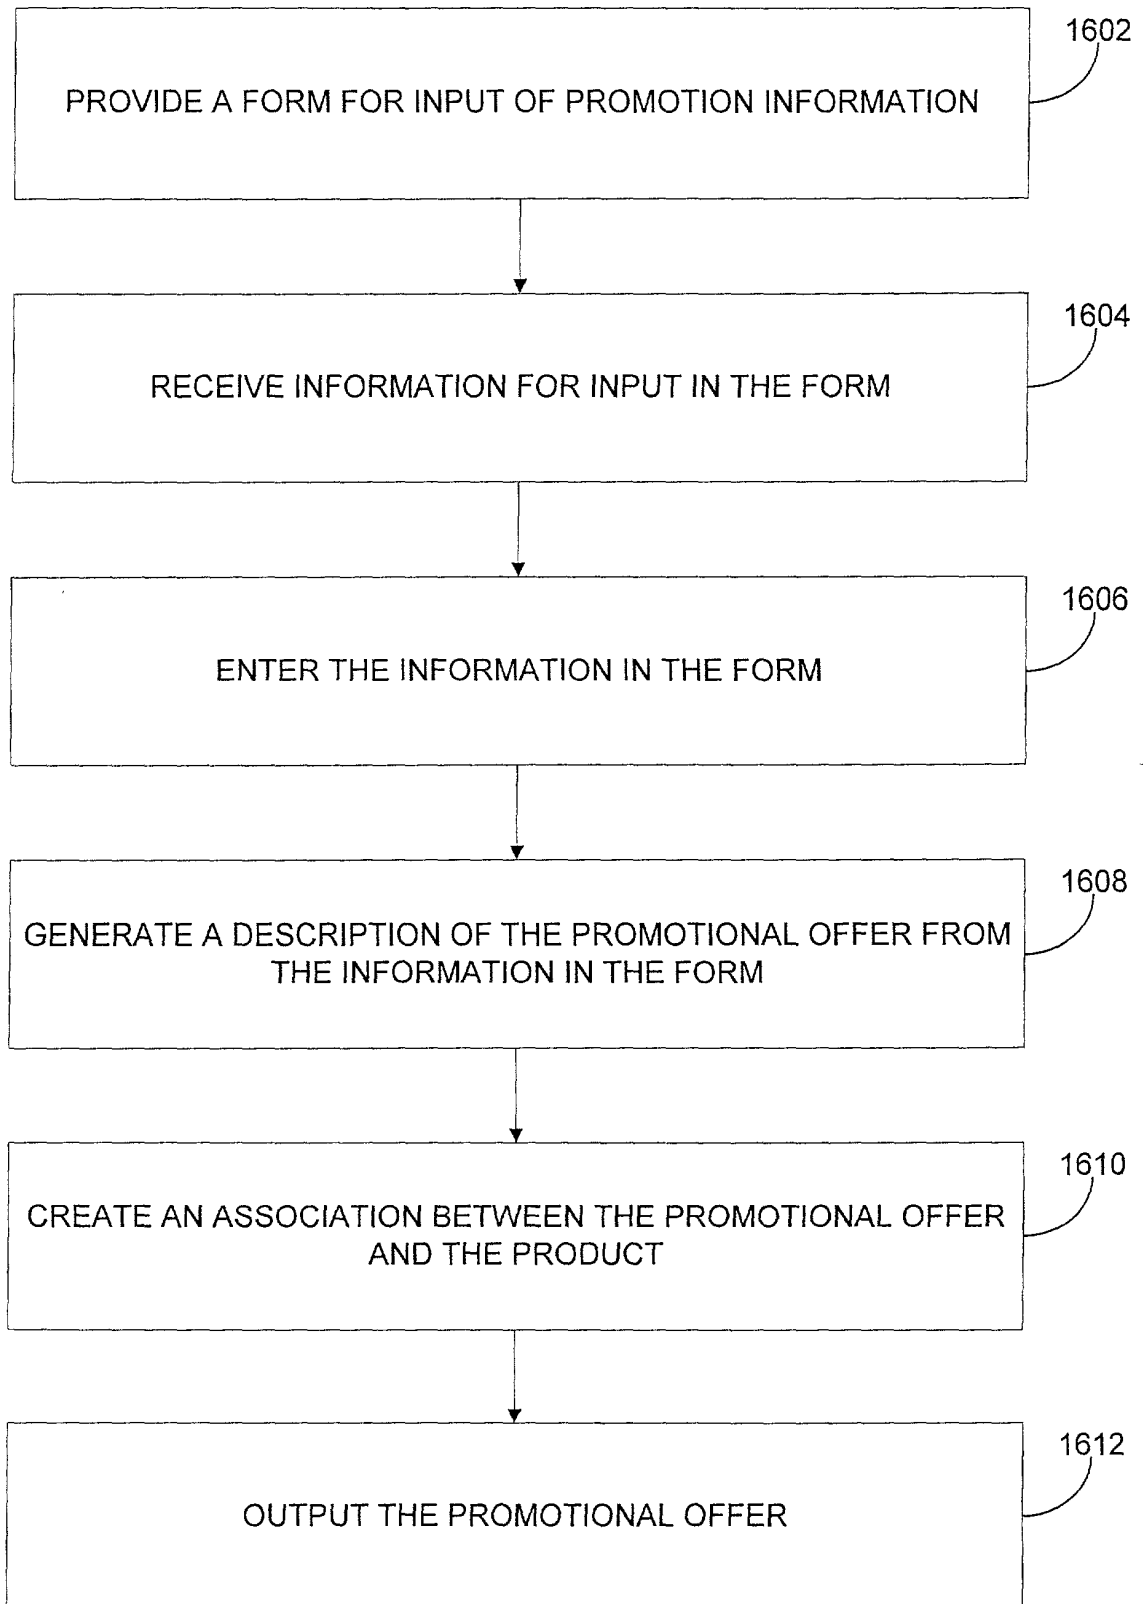 1602
PROVIDE A FORM FOR INPUT OF PROMOTION INFORMATION
1604
RECEIVE INFORMATION FOR INPUT IN THE FORM
1606
ENTER THE INFORMATION IN THE FORM
1608
GENERATE A DESCRIPTION OF THE PROMOTIONAL OFFER FROM
THE INFORMATION IN THE FORM
1610
CREATE AN ASSOCIATION BETWEEN THE PROMOTIONAL OFFER
AND THE PRODUCT
1612
OUTPUT THE PROMOTIONAL OFFER